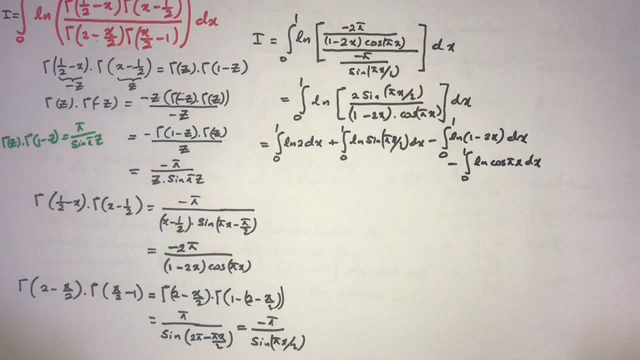 I = ∫₀¹ ln( Γ(1/2 - x) Γ(x - 1/2) / Γ(2 - x/2) Γ(x/2 - 1) ) dx
Γ(1/2 - x) . Γ(x - 1/2) = Γ(z) . Γ(1-z)
-z z
Γ(z) . Γ(-z) = -z(Γ(-z) . Γ(z)) / -z
Γ(z) . Γ(1-z) = π / sin πz
= -Γ(1-z) . Γ(z) / z
= -π / z . sin πz
Γ(1/2 - x) . Γ(x - 1/2) = -π / (x - 1/2) . sin(πx - π/2)
= -2π / (1-2x) cos(πx)
Γ(2 - x/2) . Γ(x/2 - 1) = Γ(2 - x/2) . Γ(1 - (2 - x/2))
= π / sin(2π - πx/2) = -π / sin(πx/2)
I = ∫₀¹ ln [ (-2π / (1-2x) cos(πx)) / (-π / sin(πx/2)) ] dx
= ∫₀¹ ln [ 2 sin(πx/2) / (1-2x) . cos(πx) ] dx
= ∫₀¹ ln2 dx + ∫₀¹ ln sin(πx/2) dx - ∫₀¹ ln(1-2x) dx
- ∫₀¹ ln cos πx dx